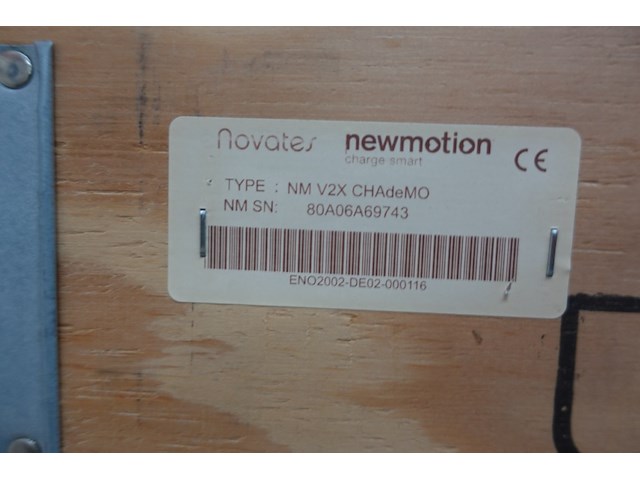 novates newmotion
charge smart
CE
TYPE : NM V2X CHAdeMO
NM SN: 80A06A69743
ENO2002-DE02-000116